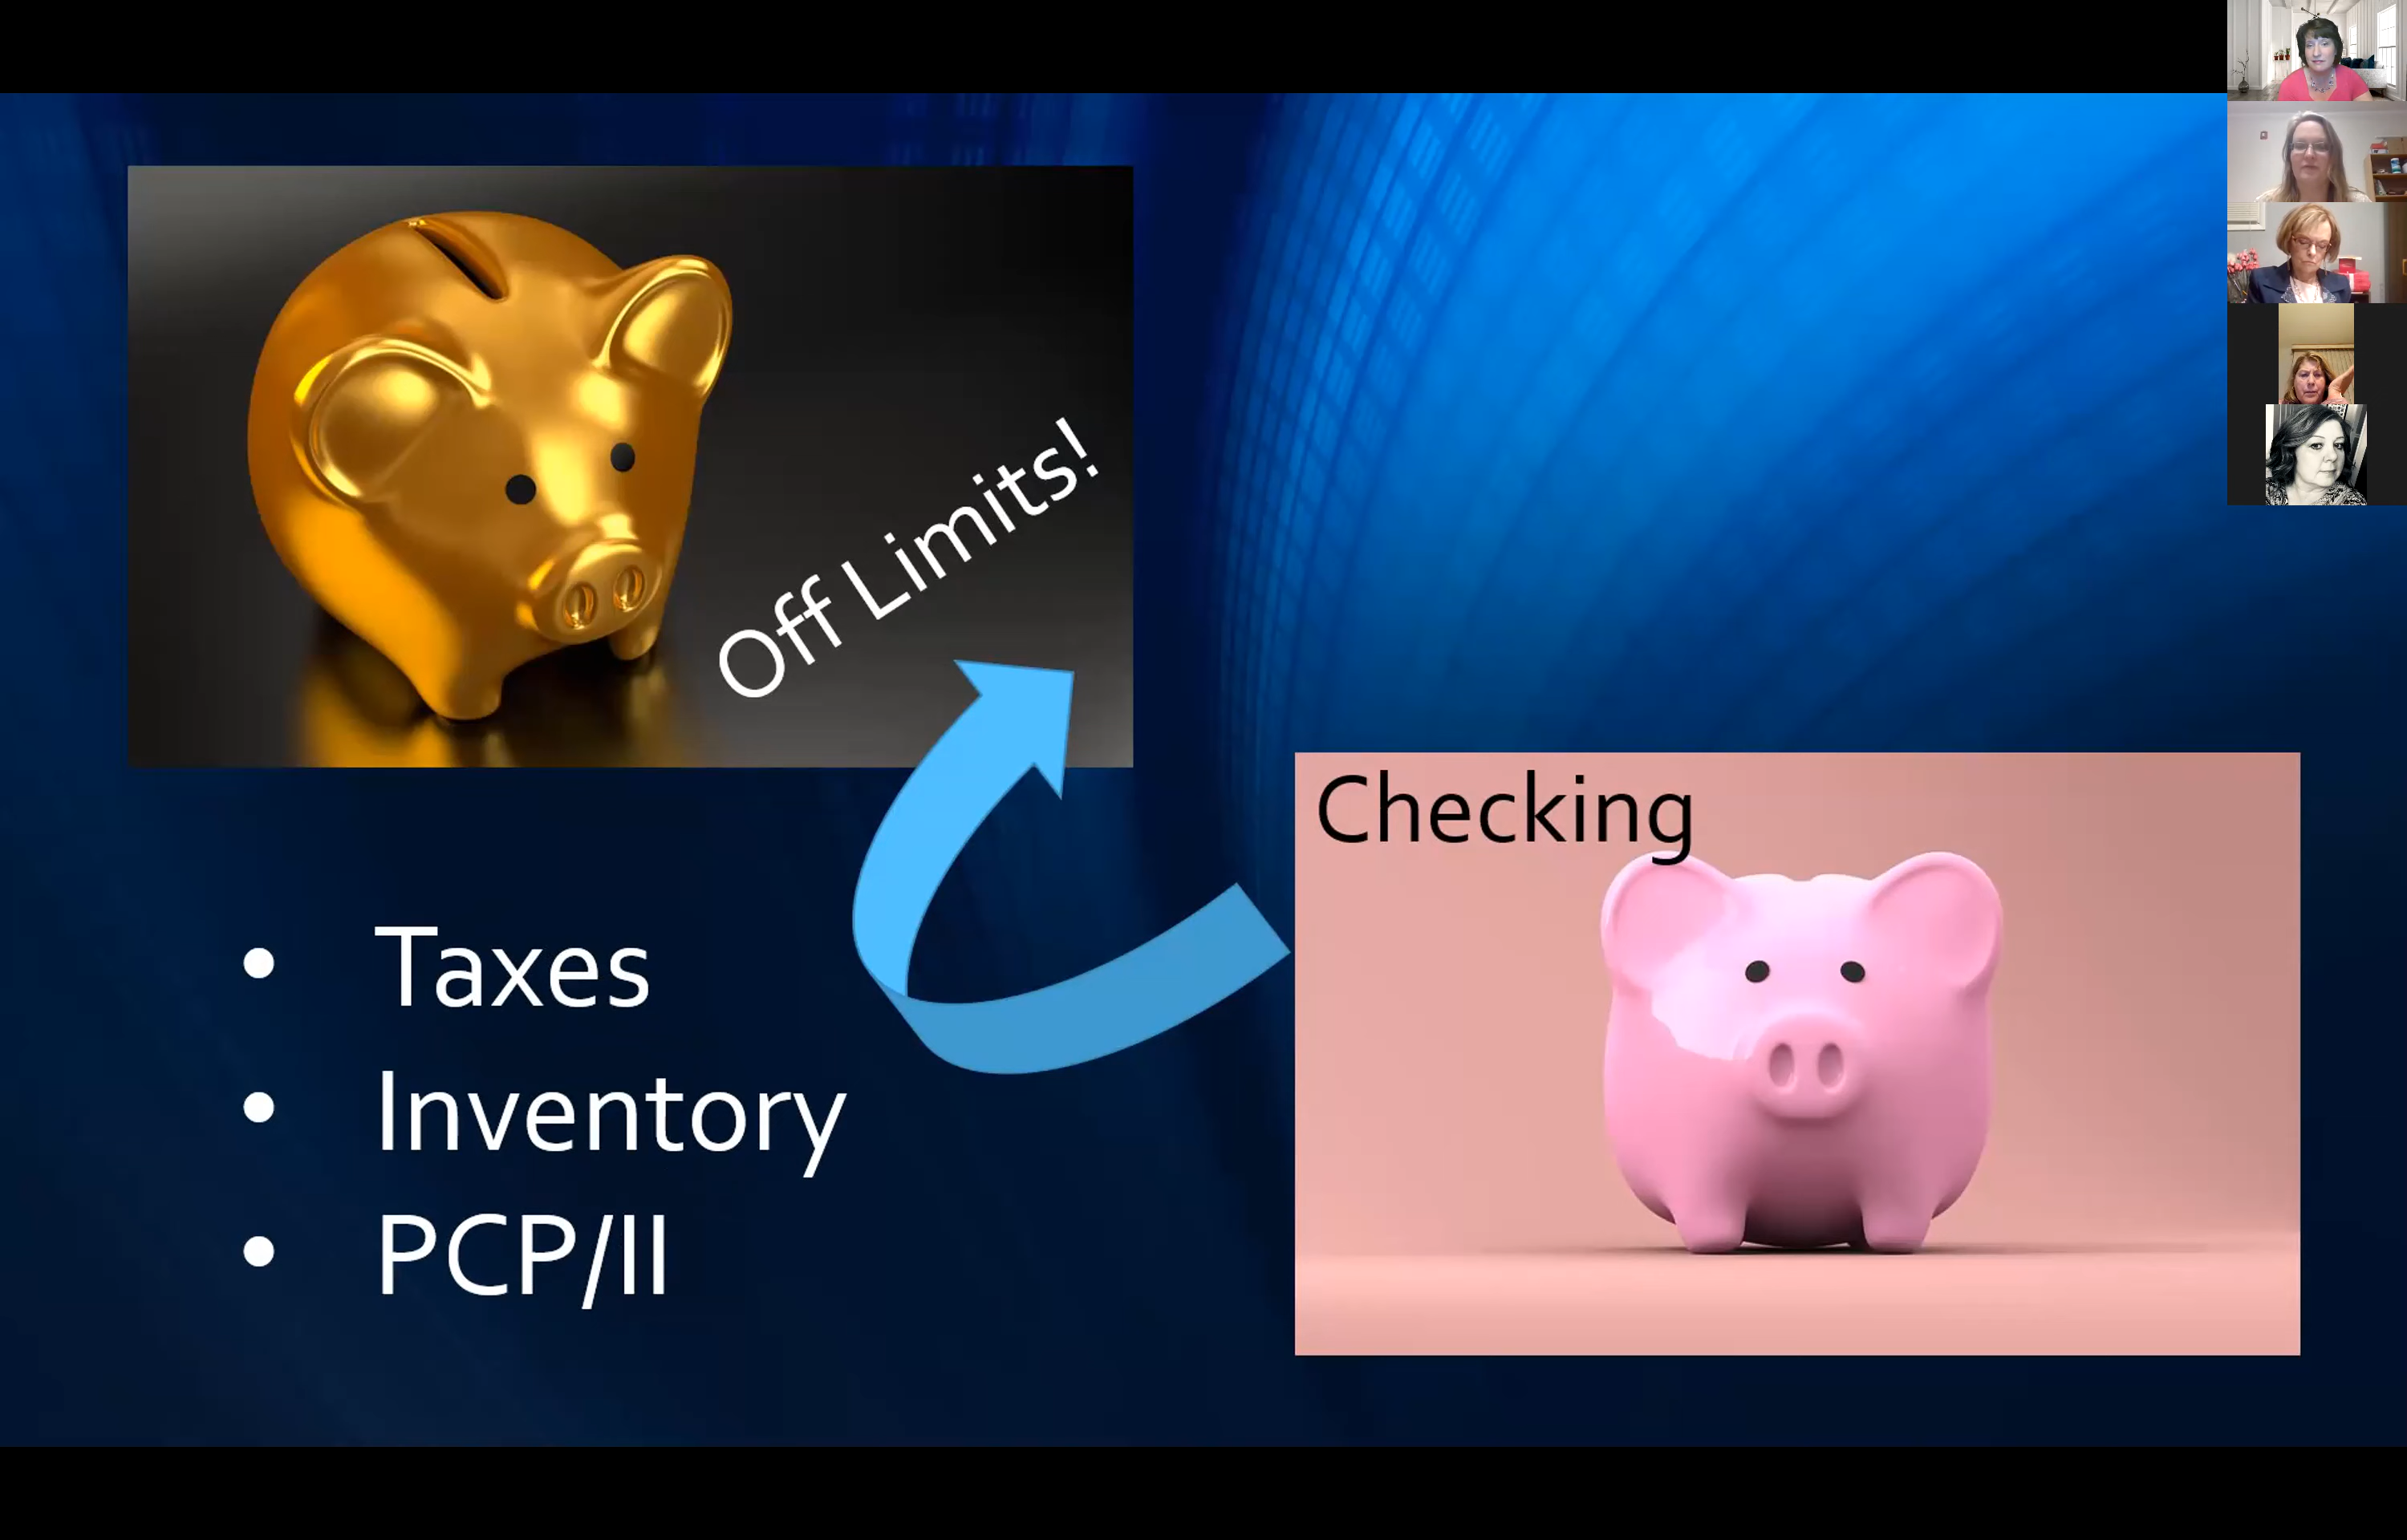 Off Limits!
Checking
• Taxes
• Inventory
• PCP/II